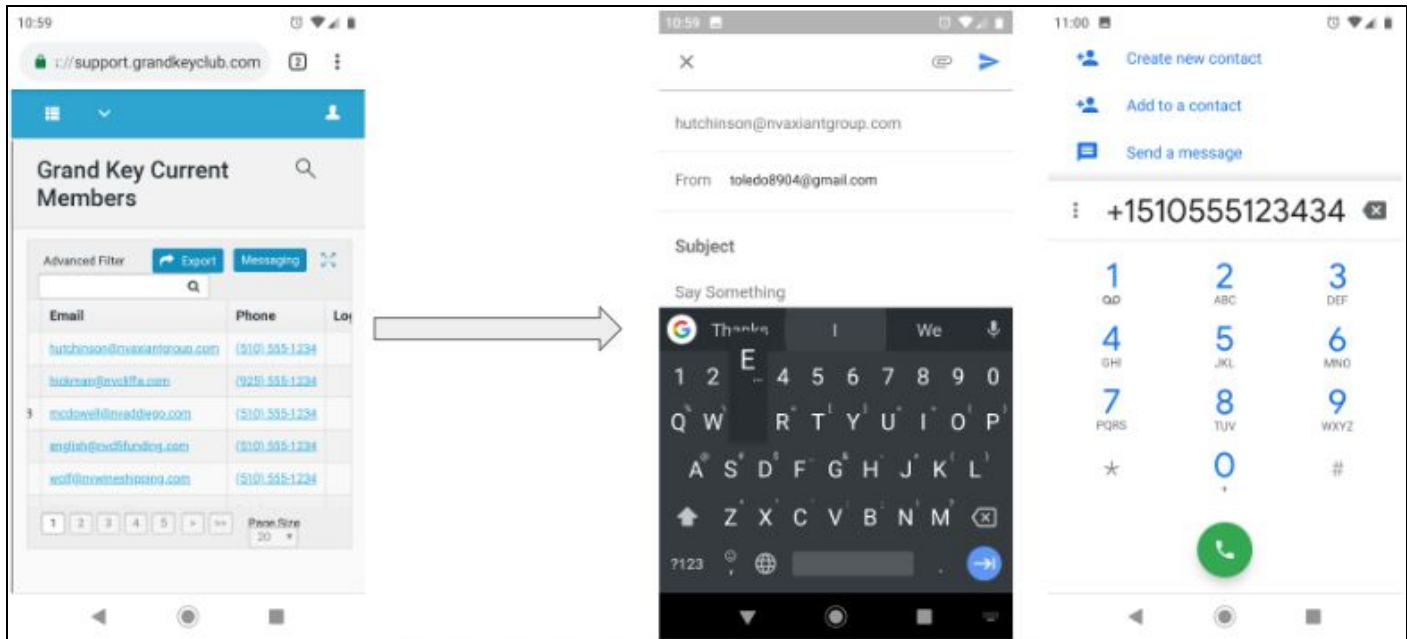 10:59
://support.grandkeyclub.com 2
Grand Key Current
Members
Advanced Filter Export Messaging
Email Phone Log
hutchinson@nvaxiantgroup.com (510) 555-1234
(925) 555-1234
mcdowell@nvaddiego.com (510) 555-1234
(510) 555-1234
wolf@nvwineshipping.com (510) 555-1234
1 2 3 4 5 > >> Page Size
20
10:59
hutchinson@nvaxiantgroup.com
From toledo8904@gmail.com
Subject
Say Something
G Thanks I We
1 2 E 4 5 6 7 8 9 0
Q W R T Y U I O P
A S D F G H J K L
Z X C V B N M
?123 , .
11:00
Create new contact
Add to a contact
Send a message
+1510555123434
1 2 3
ABC DEF
4 5 6
GHI JKL MNO
7 8 9
PQRS TUV WXYZ
* 0 #
+